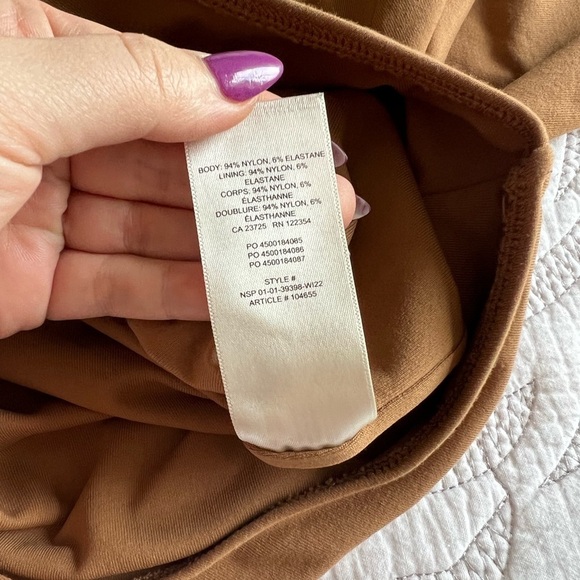 BODY: 94% NYLON, 6% ELASTANE
LINING: 94% NYLON, 6%
ELASTANE
CORPS: 94% NYLON, 6%
ÉLASTHANNE
DOUBLURE: 94% NYLON, 6%
ÉLASTHANNE
CA 23725 RN 122354
PO 4500184085
PO 4500184086
PO 4500184087
STYLE #
NSP 01-01-39398-WI22
ARTICLE # 104655